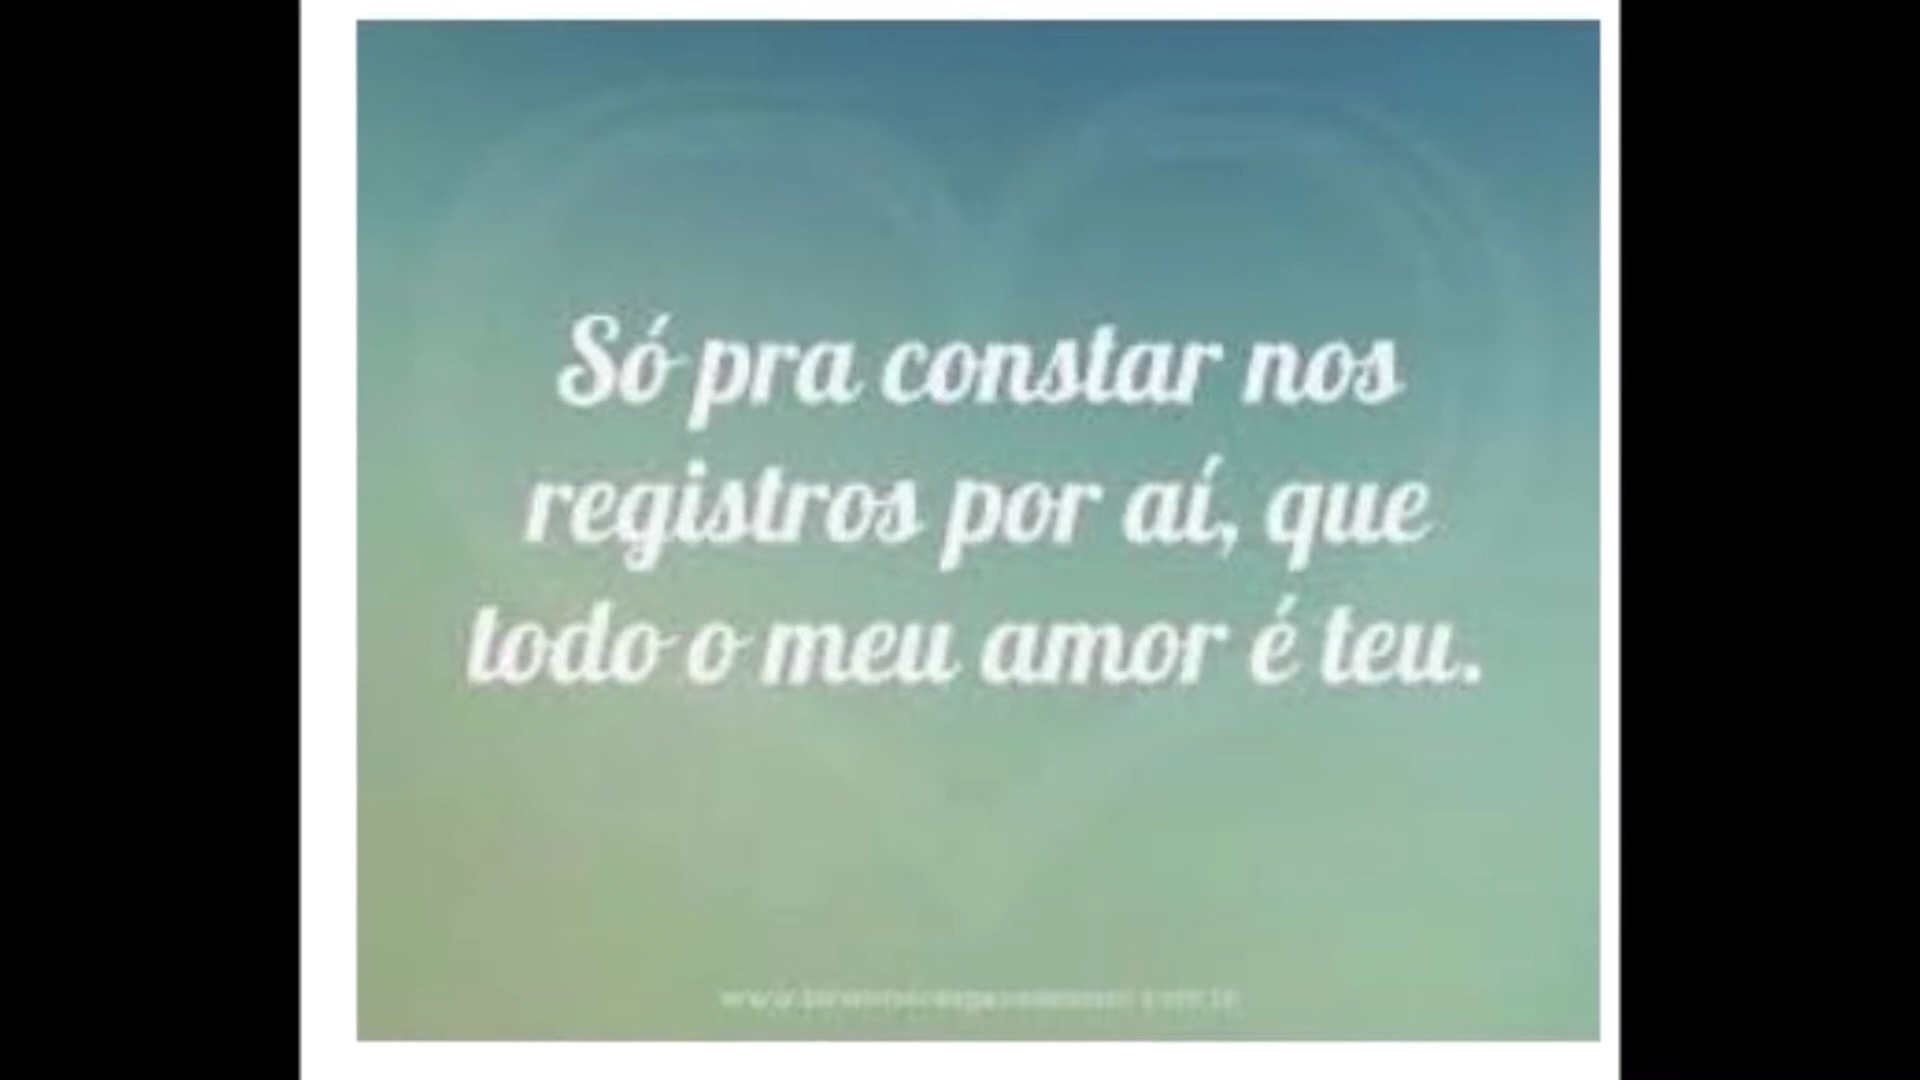 Só pra constar nos
registros por aí, que
todo o meu amor é teu.